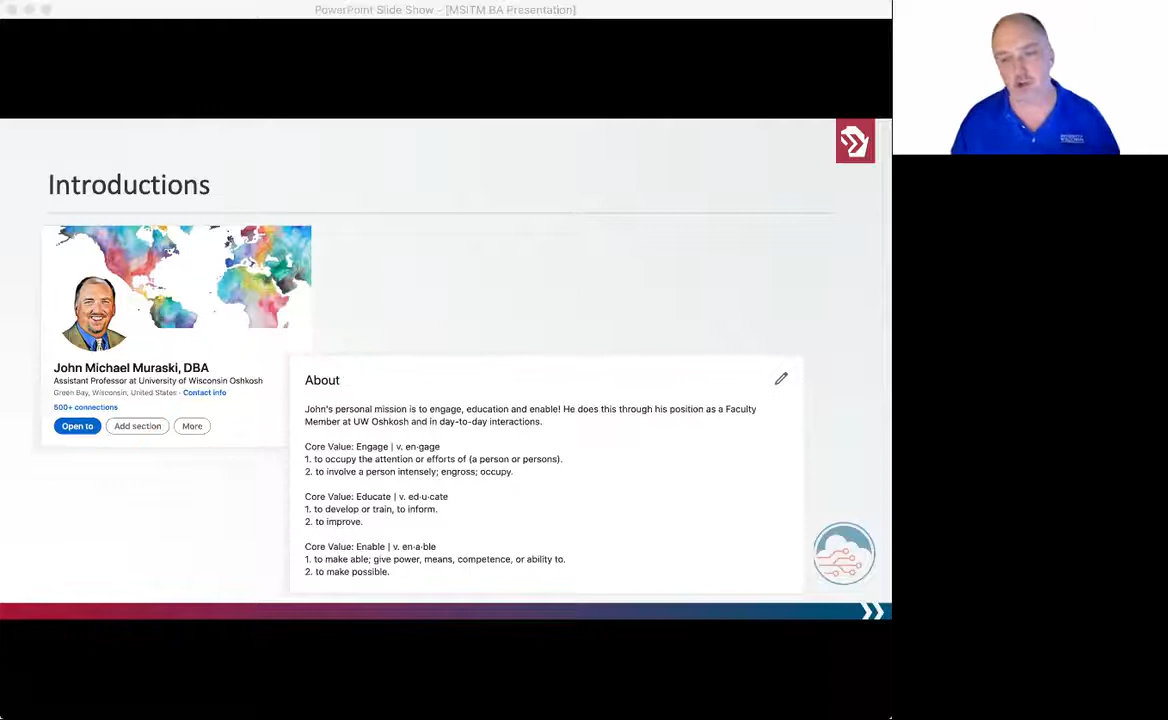 PowerPoint Slide Show - [MSITM BA Presentation]
Introductions
John Michael Muraski, DBA
Assistant Professor at University of Wisconsin Oshkosh
Green Bay, Wisconsin, United States · Contact info
500+ connections
Open to
Add section
More
About
John's personal mission is to engage, education and enable! He does this through his position as a Faculty
Member at UW Oshkosh and in day-to-day interactions.
Core Value: Engage | v. en·gage
1. to occupy the attention or efforts of (a person or persons).
2. to involve a person intensely; engross; occupy.
Core Value: Educate | v. ed·u·cate
1. to develop or train, to inform.
2. to improve.
Core Value: Enable | v. en·a·ble
1. to make able; give power, means, competence, or ability to.
2. to make possible.